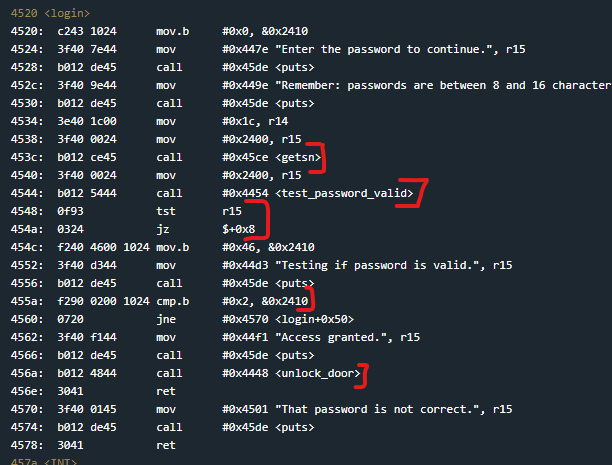 4520 <login>
4520: c243 1024 mov.b #0x0, &0x2410
4524: 3f40 7e44 mov #0x447e "Enter the password to continue.", r15
4528: b012 de45 call #0x45de <puts>
452c: 3f40 9e44 mov #0x449e "Remember: passwords are between 8 and 16 character
4530: b012 de45 call #0x45de <puts>
4534: 3e40 1c00 mov #0x1c, r14
4538: 3f40 0024 mov #0x2400, r15
453c: b012 ce45 call #0x45ce <getsn>
4540: 3f40 0024 mov #0x2400, r15
4544: b012 5444 call #0x4454 <test_password_valid>
4548: 0f93 tst r15
454a: 0324 jz $+0x8
454c: f240 4600 1024 mov.b #0x46, &0x2410
4552: 3f40 d344 mov #0x44d3 "Testing if password is valid.", r15
4556: b012 de45 call #0x45de <puts>
455a: f290 0200 1024 cmp.b #0x2, &0x2410
4560: 0720 jne #0x4570 <login+0x50>
4562: 3f40 f144 mov #0x44f1 "Access granted.", r15
4566: b012 de45 call #0x45de <puts>
456a: b012 4844 call #0x4448 <unlock_door>
456e: 3041 ret
4570: 3f40 0145 mov #0x4501 "That password is not correct.", r15
4574: b012 de45 call #0x45de <puts>
4578: 3041 ret
457a <INT>